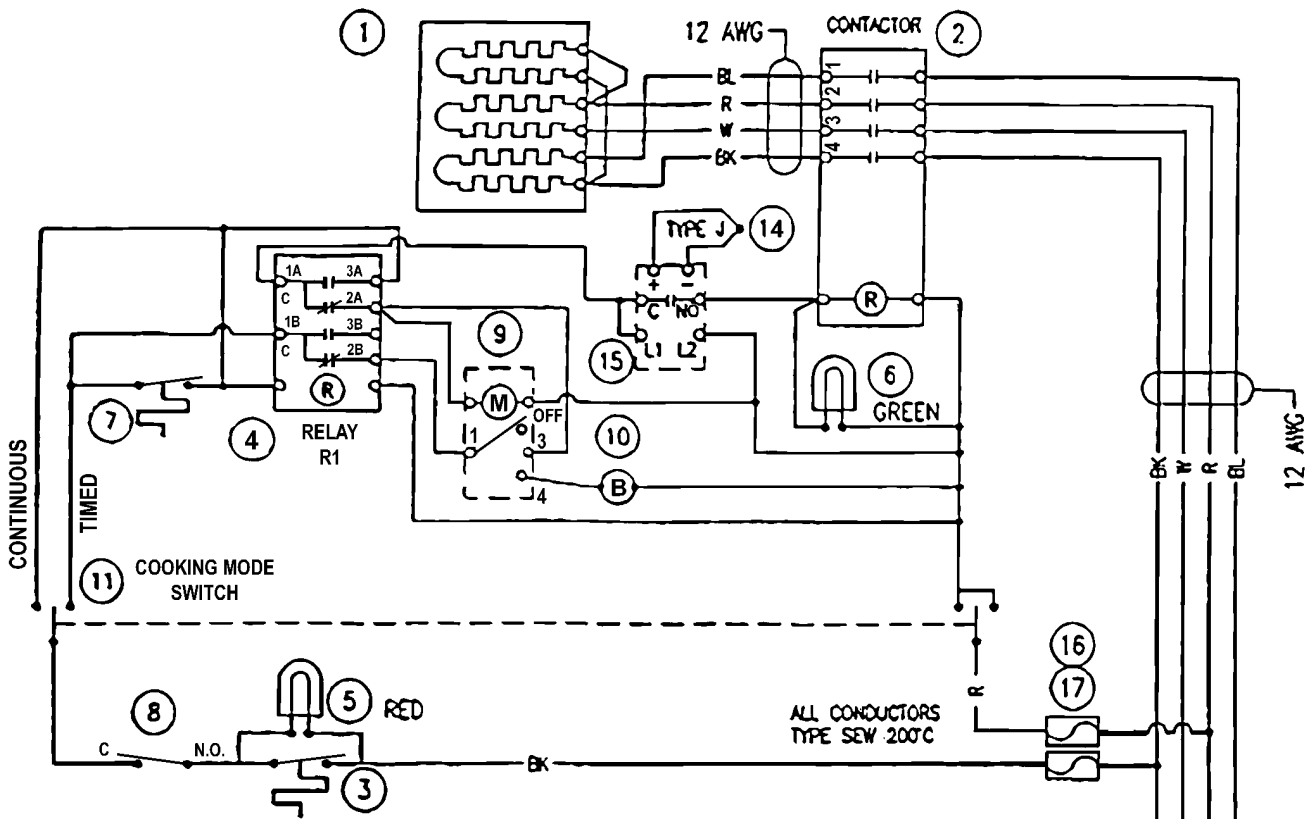 1
12 AWG
CONTACTOR
2
1
BL
2
R
3
W
4
BK
TYPE J
14
1A
3A
+
-
C
2A
C
NO
R
1B
3B
9
C
2B
L1
L2
15
6
R
M
OFF
GREEN
7
4
RELAY
R1
1
3
10
12 AWG
CONTINUOUS
TIMED
B
4
BK
W
R
BL
11
COOKING MODE
SWITCH
16
R
17
8
5
RED
ALL CONDUCTORS
TYPE SEW 200°C
C
N.O.
BK
3